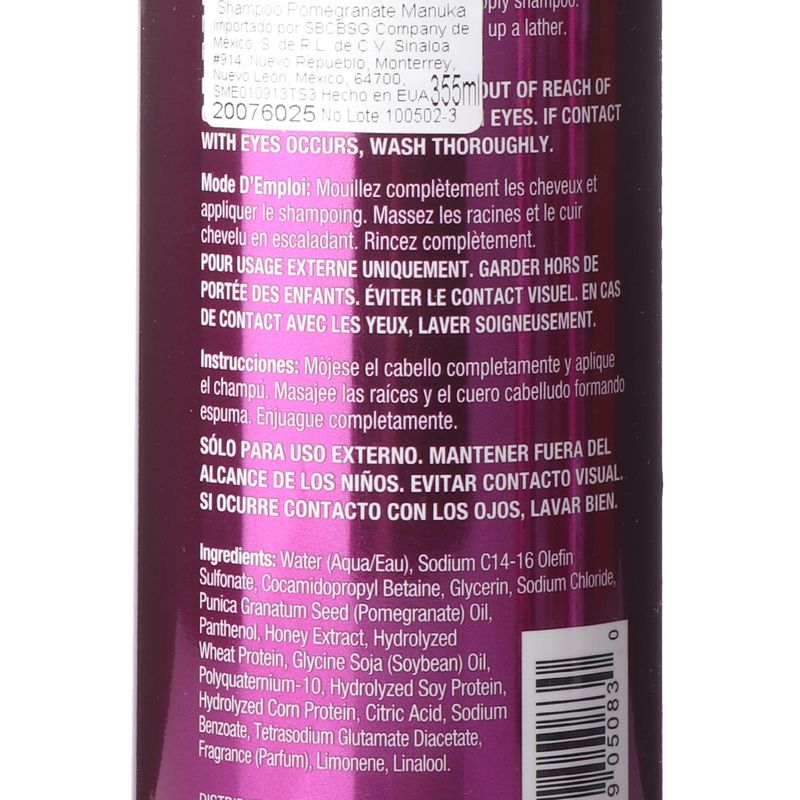 Shampoo Pomegranate Manuka
Importado por SBCBSG Company de
México, S. de R.L. de C.V. Sinaloa
#914, Nuevo Repueblo, Monterrey,
Nuevo León, México, 64700,
SME010913TS3 Hecho en EUA 355ml
20076025 No Lote 100502-3
shampoo.
up a lather.
OUT OF REACH OF
EYES. IF CONTACT
WITH EYES OCCURS, WASH THOROUGHLY.
Mode D'Emploi: Mouillez complètement les cheveux et
appliquer le shampoing. Massez les racines et le cuir
chevelu en escaladant. Rincez complètement.
POUR USAGE EXTERNE UNIQUEMENT. GARDER HORS DE
PORTÉE DES ENFANTS. ÉVITER LE CONTACT VISUEL. EN CAS
DE CONTACT AVEC LES YEUX, LAVER SOIGNEUSEMENT.
Instrucciones: Mòjese el cabello completamente y aplique
el champú. Masajee las raíces y el cuero cabelludo formando
espuma. Enjuague completamente.
SÓLO PARA USO EXTERNO. MANTENER FUERA DEL
ALCANCE DE LOS NIÑOS. EVITAR CONTACTO VISUAL.
SI OCURRE CONTACTO CON LOS OJOS, LAVAR BIEN.
Ingredients: Water (Aqua/Eau), Sodium C14-16 Olefin
Sulfonate, Cocamidopropyl Betaine, Glycerin, Sodium Chloride,
Punica Granatum Seed (Pomegranate) Oil,
Panthenol, Honey Extract, Hydrolyzed
Wheat Protein, Glycine Soja (Soybean) Oil,
Polyquaternium-10, Hydrolyzed Soy Protein,
Hydrolyzed Corn Protein, Citric Acid, Sodium
Benzoate, Tetrasodium Glutamate Diacetate,
Fragrance (Parfum), Limonene, Linalool.
905083 0